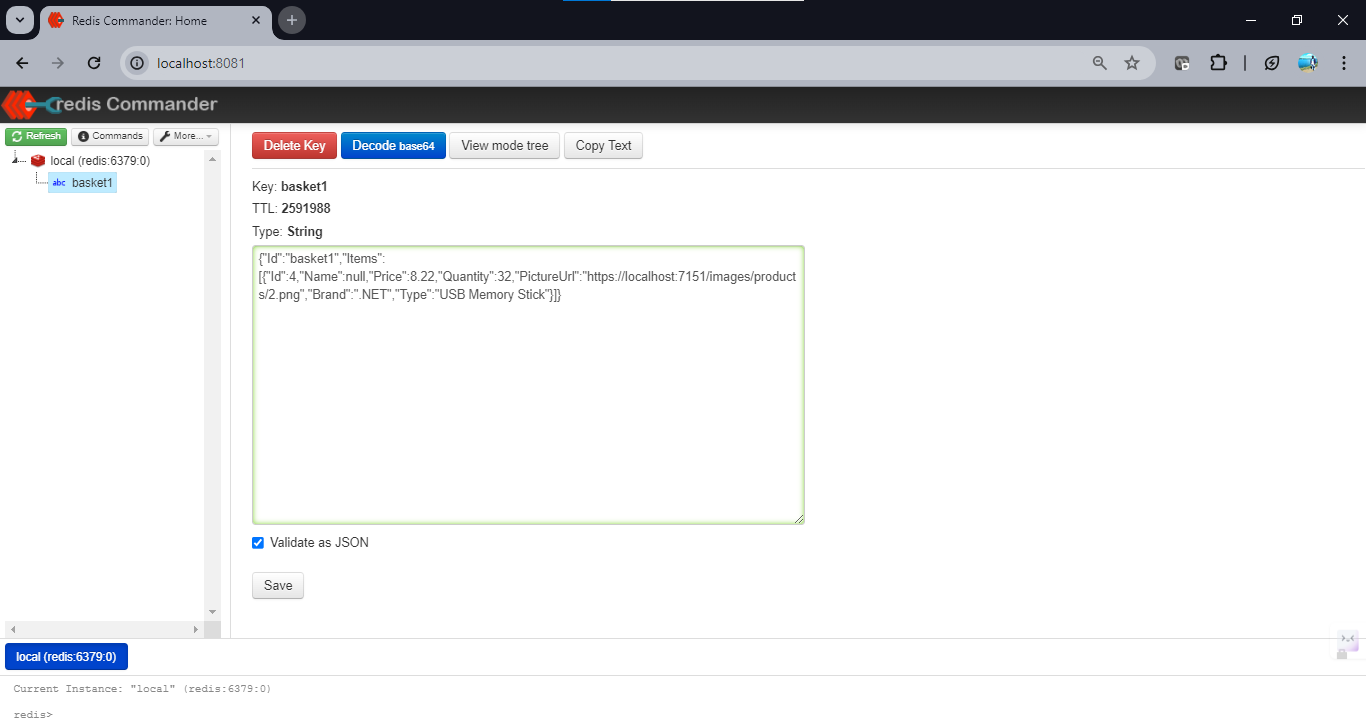 Redis Commander: Home
localhost:8081
redis Commander
Refresh Commands More...
local (redis:6379:0)
abc basket1
Delete Key Decode base64 View mode tree Copy Text
Key: basket1
TTL: 2591988
Type: String
{"Id":"basket1","Items":
[{"Id":4,"Name":null,"Price":8.22,"Quantity":32,"PictureUrl":"https://localhost:7151/images/product
s/2.png","Brand":".NET","Type":"USB Memory Stick"}]}
Validate as JSON
Save
local (redis:6379:0)
Current Instance: "local" (redis:6379:0)
redis>